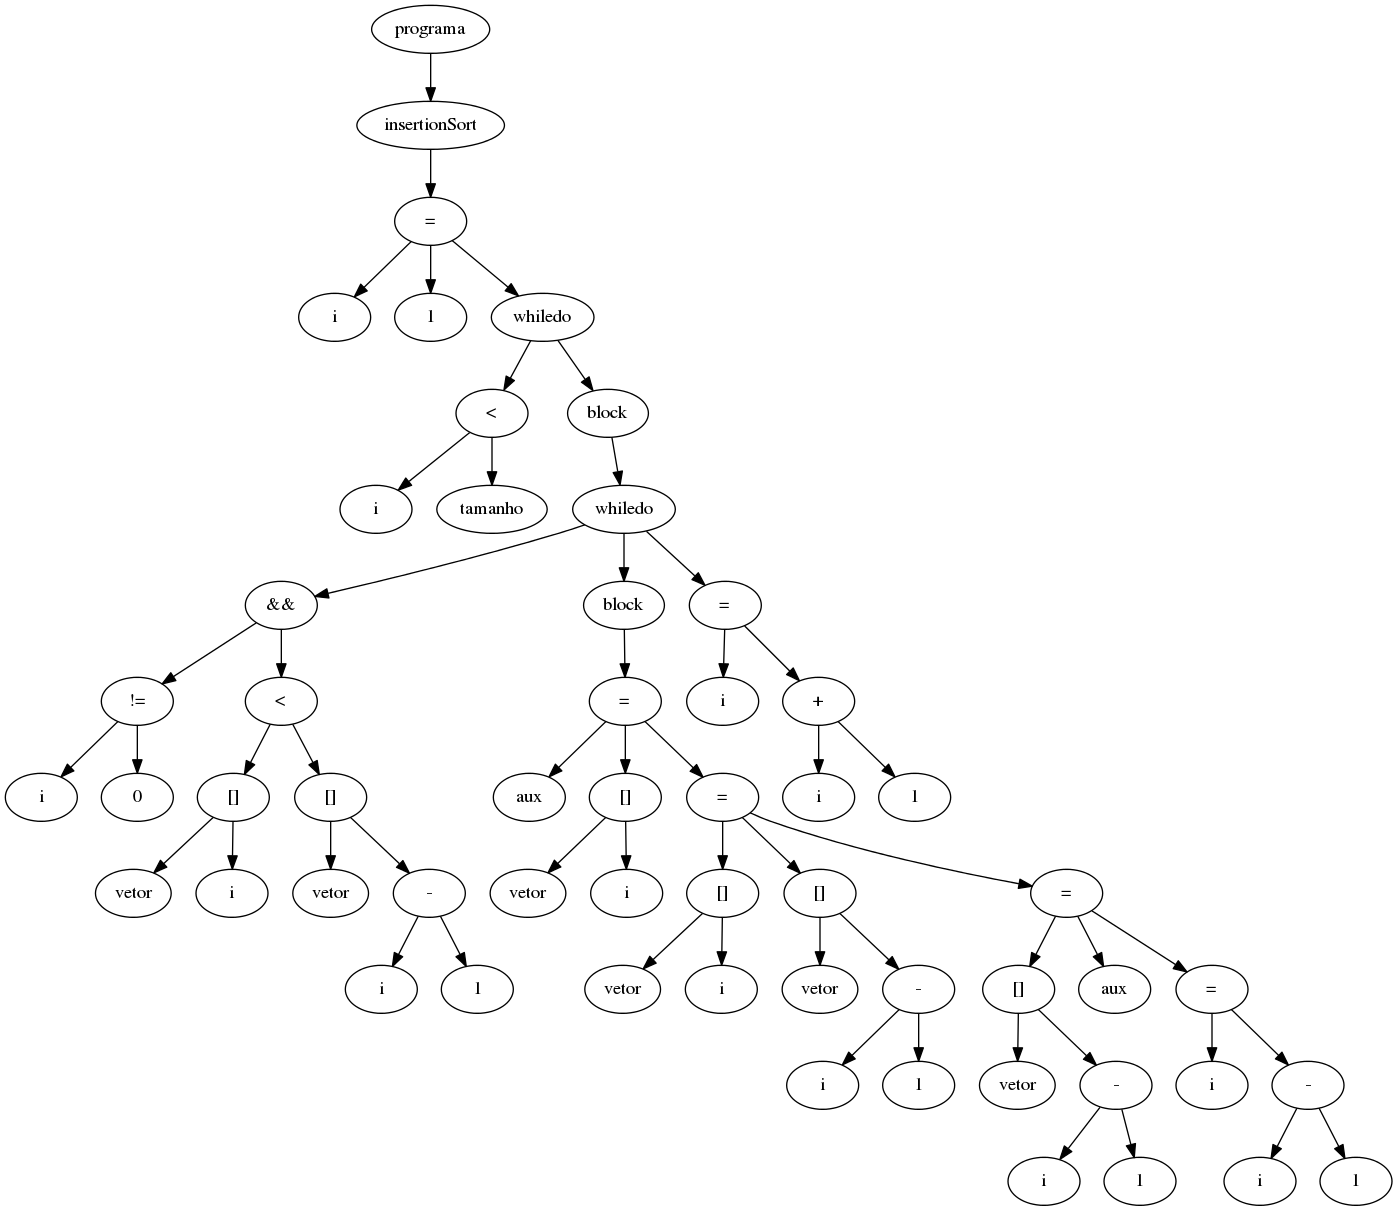 programa
insertionSort
=
i 1 whiledo
< block
i tamanho whiledo
&& block =
!= < = i +
i 0 [] [] aux [] = i 1
vetor i vetor - vetor i [] [] =
i 1 vetor i vetor - [] aux =
i 1 vetor - i -
i 1 i 1